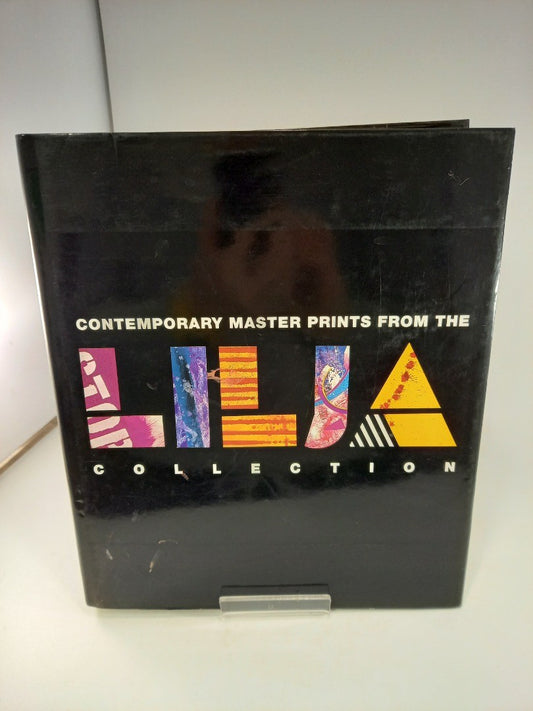 CONTEMPORARY MASTER PRINTS FROM THE
LILJA
COLLECTION